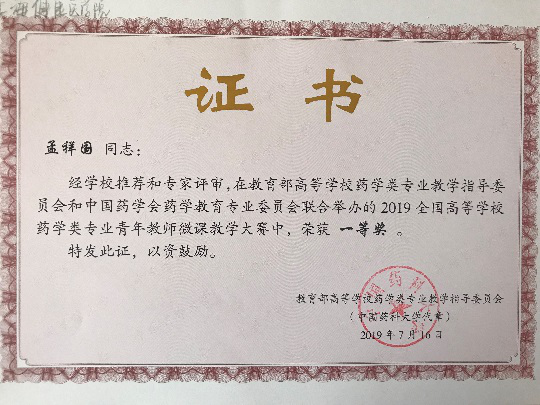 证书
孟祥国 同志：
经学校推荐和专家评审，在教育部高等学校药学类专业教学指导委
员会和中国药学会药学教育专业委员会联合举办的2019全国高等学校
药学类专业青年教师微课教学大赛中，荣获 一等奖 。
特发此证，以资鼓励。
教育部高等学校药学类专业教学指导委员会
（中国药科大学代章）
2019年7月16日